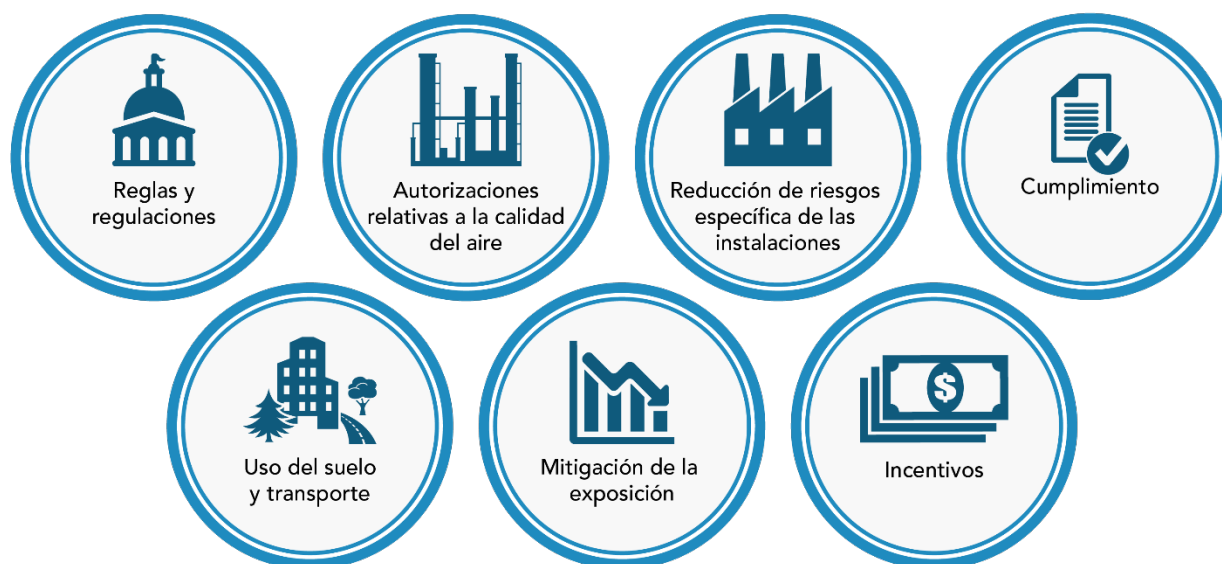 Reglas y
regulaciones
Autorizaciones
relativas a la calidad
del aire
Reducción de riesgos
específica de las
instalaciones
Cumplimiento
Uso del suelo
y transporte
Mitigación de la
exposición
$
Incentivos